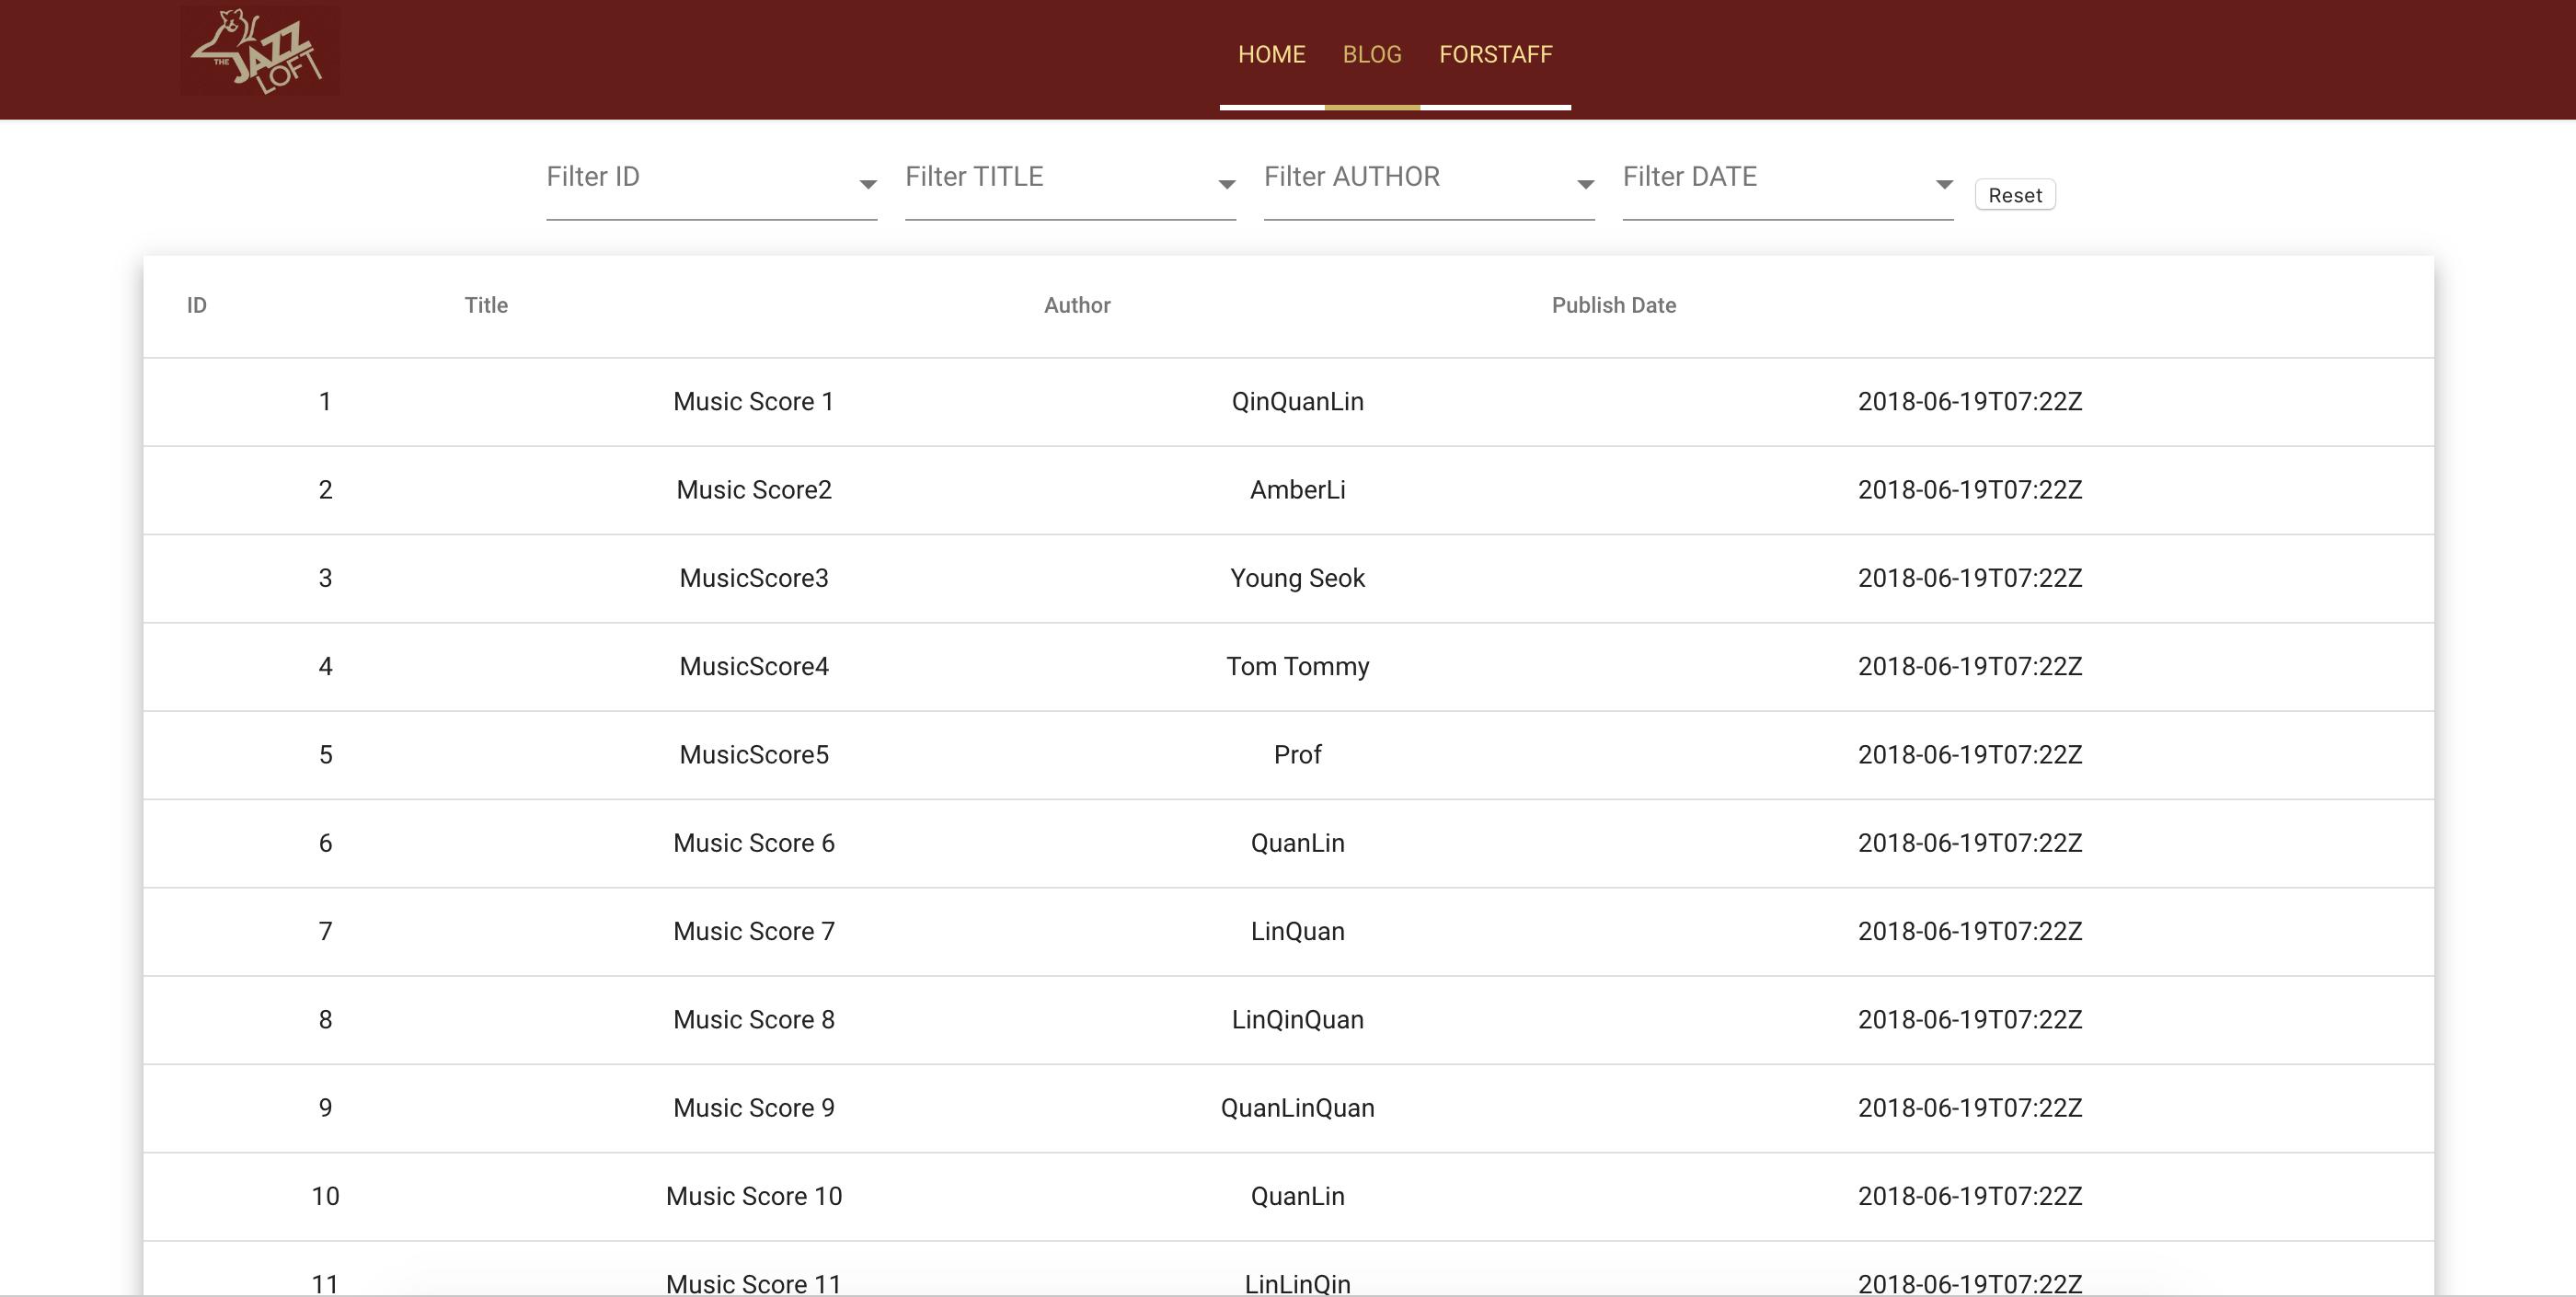 THE JAZZ LOFT
HOME BLOG FORSTAFF
Filter ID Filter TITLE Filter AUTHOR Filter DATE Reset
ID Title Author Publish Date
1 Music Score 1 QinQuanLin 2018-06-19T07:22Z
2 Music Score2 AmberLi 2018-06-19T07:22Z
3 MusicScore3 Young Seok 2018-06-19T07:22Z
4 MusicScore4 Tom Tommy 2018-06-19T07:22Z
5 MusicScore5 Prof 2018-06-19T07:22Z
6 Music Score 6 QuanLin 2018-06-19T07:22Z
7 Music Score 7 LinQuan 2018-06-19T07:22Z
8 Music Score 8 LinQinQuan 2018-06-19T07:22Z
9 Music Score 9 QuanLinQuan 2018-06-19T07:22Z
10 Music Score 10 QuanLin 2018-06-19T07:22Z
11 Music Score 11 LinLinQin 2018-06-19T07:22Z